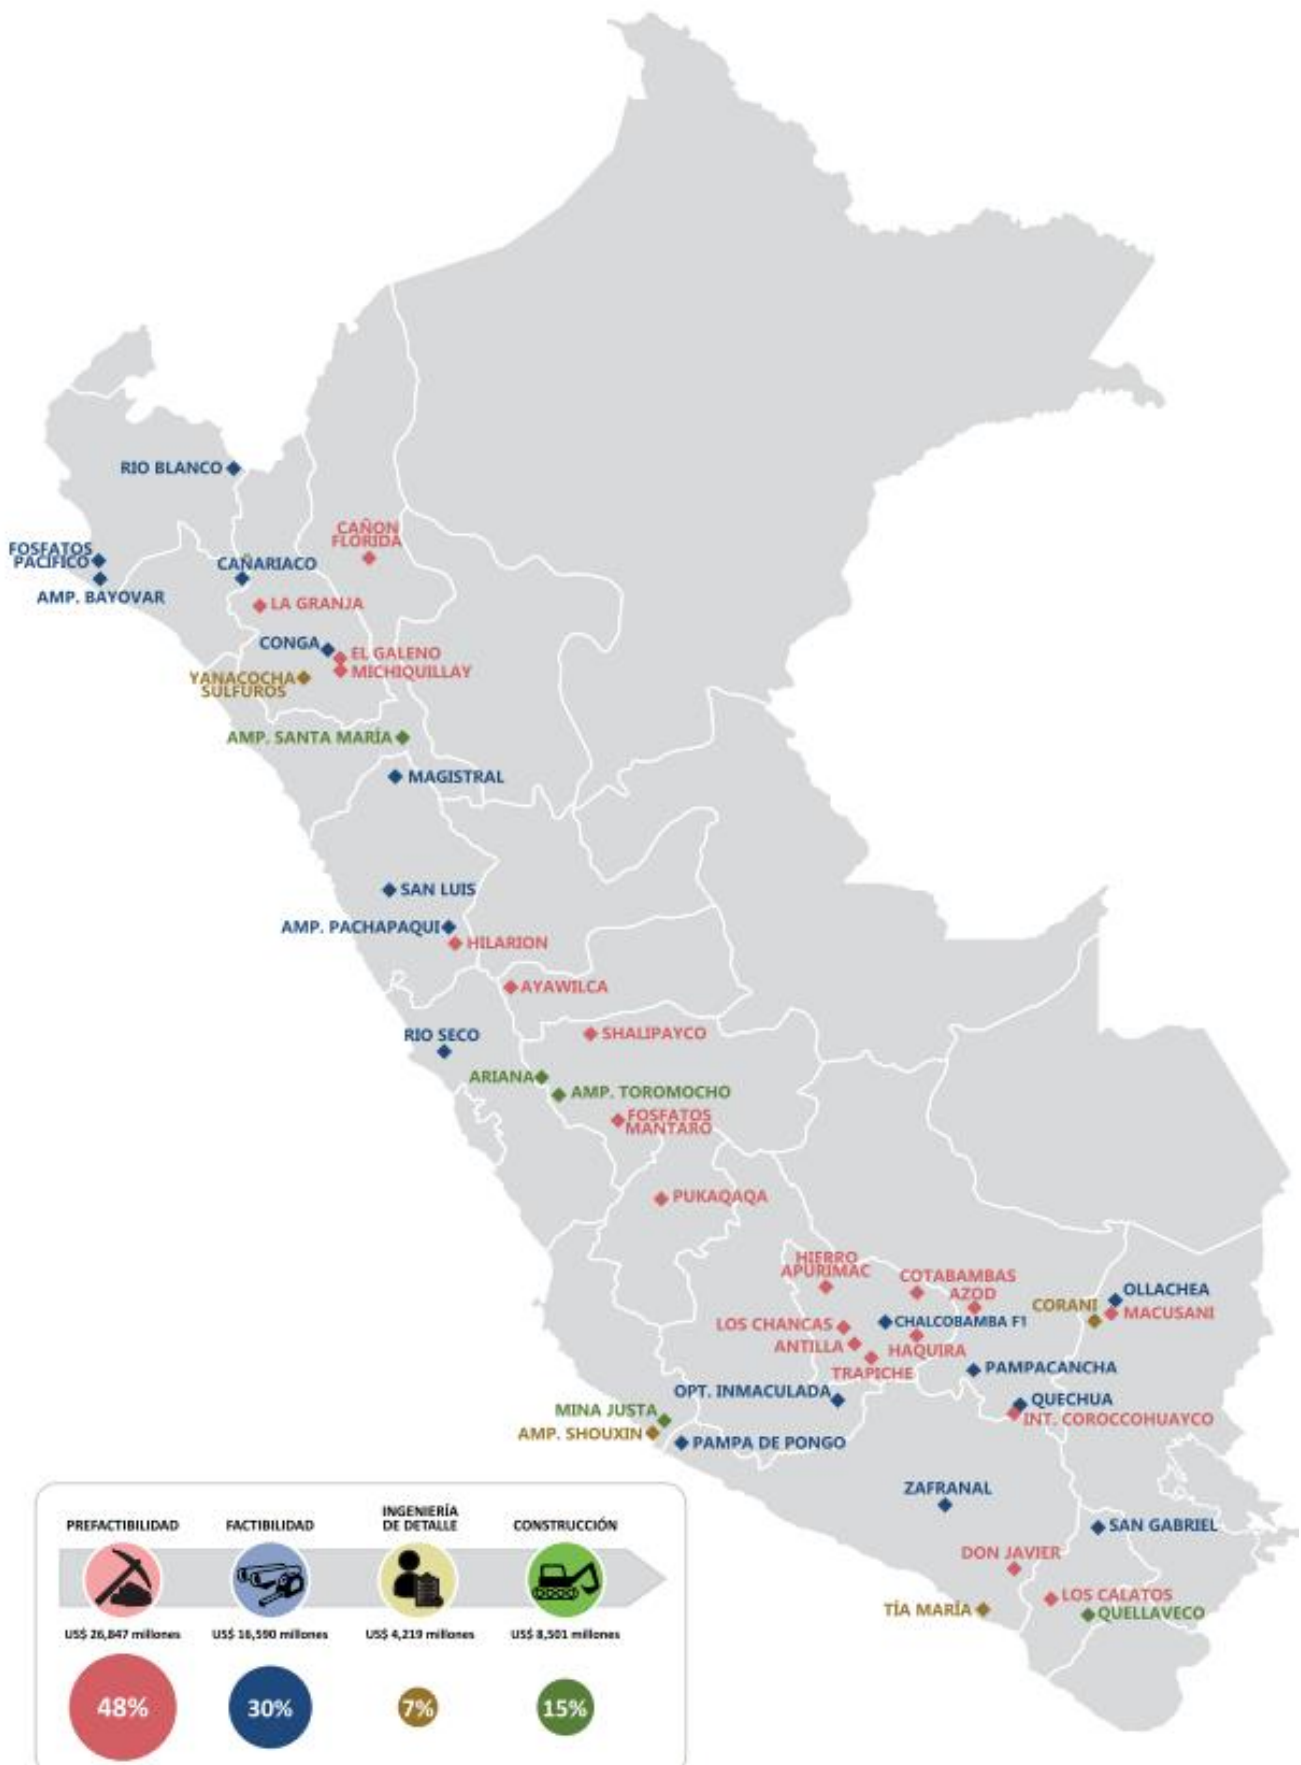 RIO BLANCO
CAÑON
FLORIDA
FOSFATOS
PACÍFICO
CAÑARIACO
AMP. BAYOVAR
LA GRANJA
CONGA
EL GALENO
MICHIQUILLAY
YANACOCHA
SULFUROS
AMP. SANTA MARÍA
MAGISTRAL
SAN LUIS
AMP. PACHAPAQUI
HILARION
AYAWILCA
SHALIPAYCO
RIO SECO
ARIANA
AMP. TOROMOCHO
FOSFATOS
MANTARO
PUKAQAQA
HIERRO
APURIMAC
COTABAMBAS
AZOD
OLLACHEA
CORANI
MACUSANI
LOS CHANCAS
CHALCOBAMBA F1
ANTILLA
HAQUIRA
TRAPICHE
PAMPACANCHA
OPT. INMACULADA
QUECHUA
INT. COROCCOHUAYCO
MINA JUSTA
AMP. SHOUXIN
PAMPA DE PONGO
ZAFRANAL
SAN GABRIEL
DON JAVIER
LOS CALATOS
TÍA MARÍA
QUELLAVECO
PREFACTIBILIDAD
FACTIBILIDAD
INGENIERÍA
DE DETALLE
CONSTRUCCIÓN
US$ 26,847 millones
US$ 16,590 millones
US$ 4,219 millones
US$ 8,501 millones
48%
30%
7%
15%